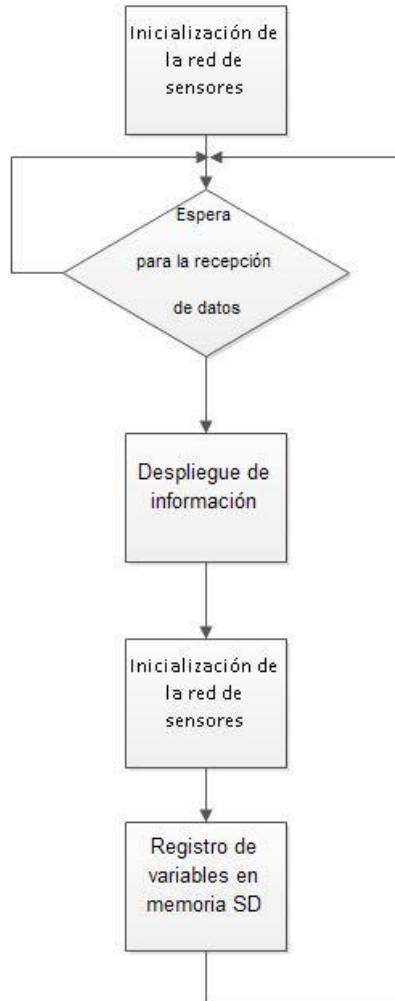 Inicialización de
la red de
sensores
Espera
para la recepción
de datos
Despliegue de
información
Inicialización de
la red de
sensores
Registro de
variables en
memoria SD